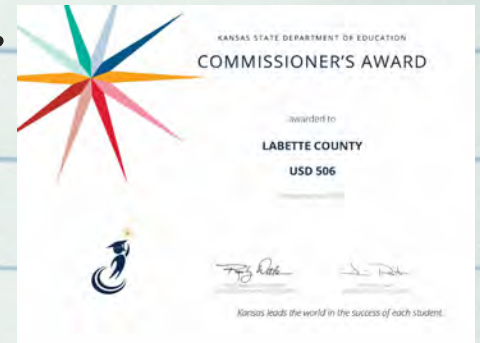 KANSAS STATE DEPARTMENT OF EDUCATION
COMMISSIONER'S AWARD
awarded to
LABETTE COUNTY
USD 506
Kansas leads the world in the success of each student.